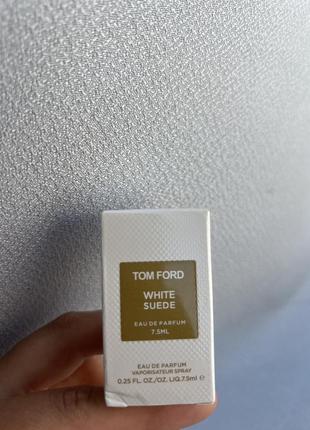 TOM FORD
WHITE
SUEDE
EAU DE PARFUM
7.5ML
EAU DE PARFUM
VAPORISATEUR SPRAY
0.25 FL. OZ./OZ. LIQ. 7.5ml ℮